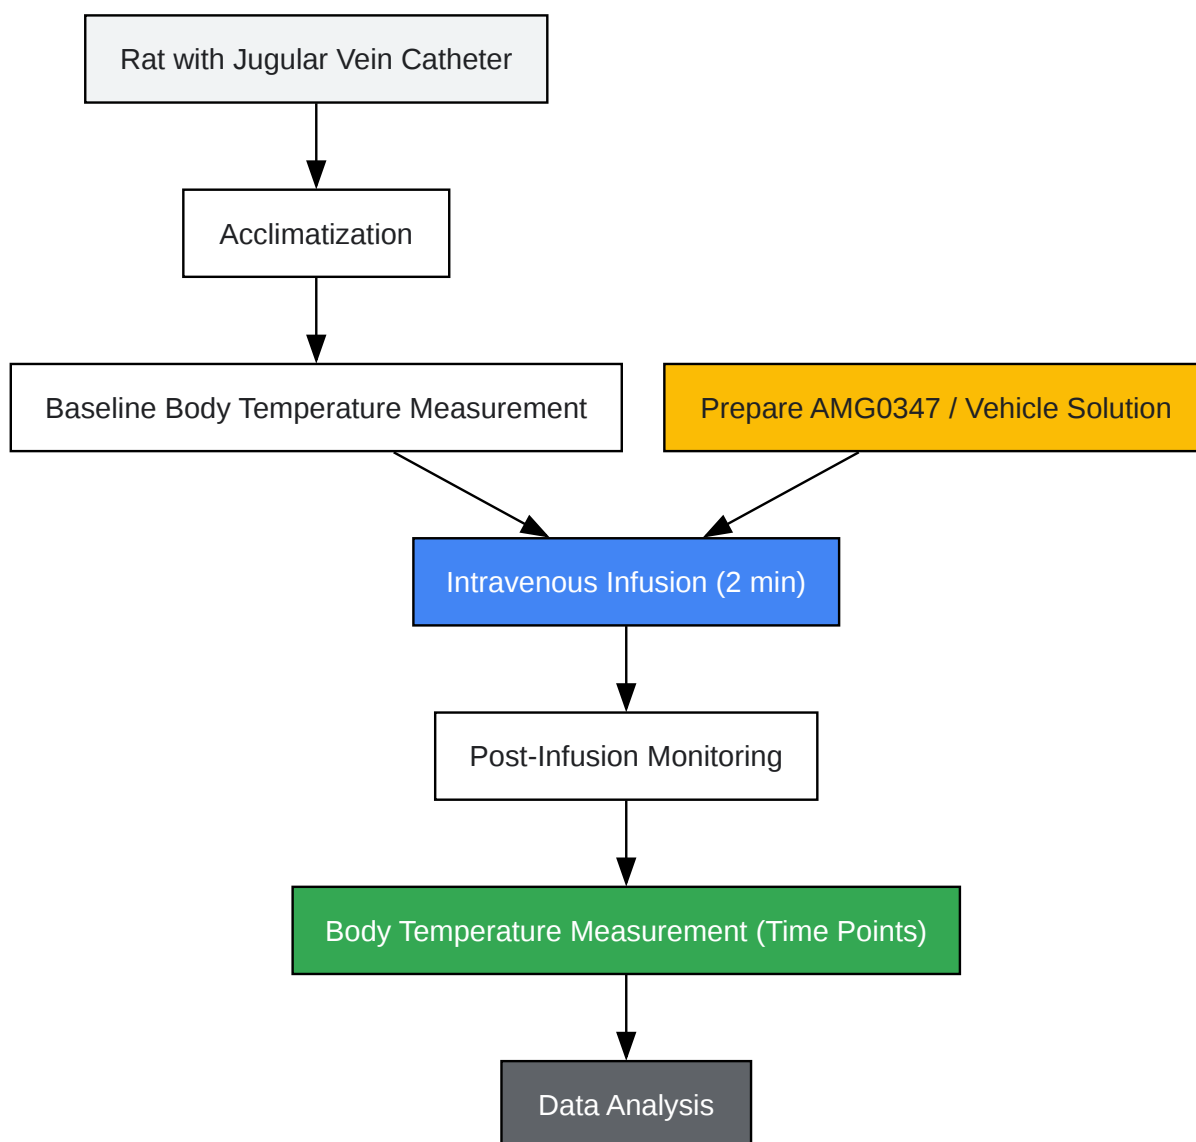 Rat with Jugular Vein Catheter
Acclimatization
Baseline Body Temperature Measurement
Prepare AMG0347 / Vehicle Solution
Intravenous Infusion (2 min)
Post-Infusion Monitoring
Body Temperature Measurement (Time Points)
Data Analysis